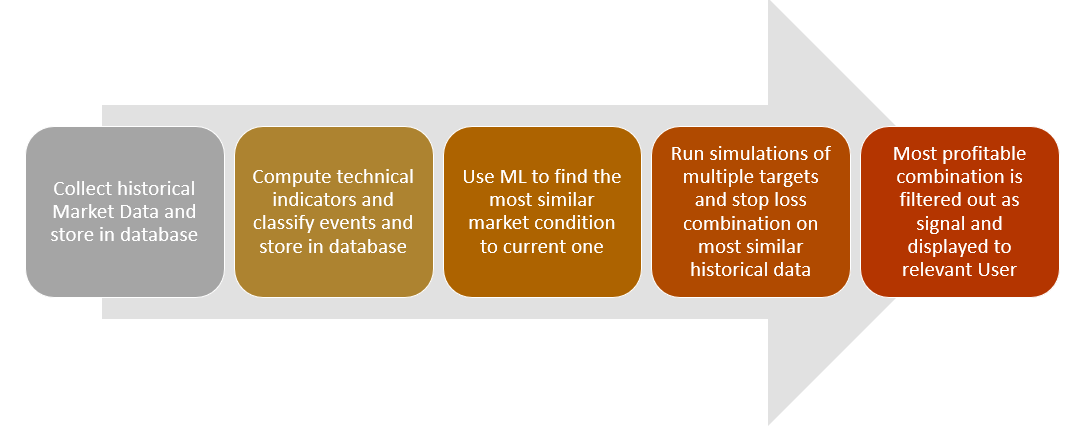 Collect historical
Market Data and
store in database
Compute technical
indicators and
classify events and
store in database
Use ML to find the
most similar
market condition
to current one
Run simulations of
multiple targets
and stop loss
combination on
most similar
historical data
Most profitable
combination is
filtered out as
signal and
displayed to
relevant User